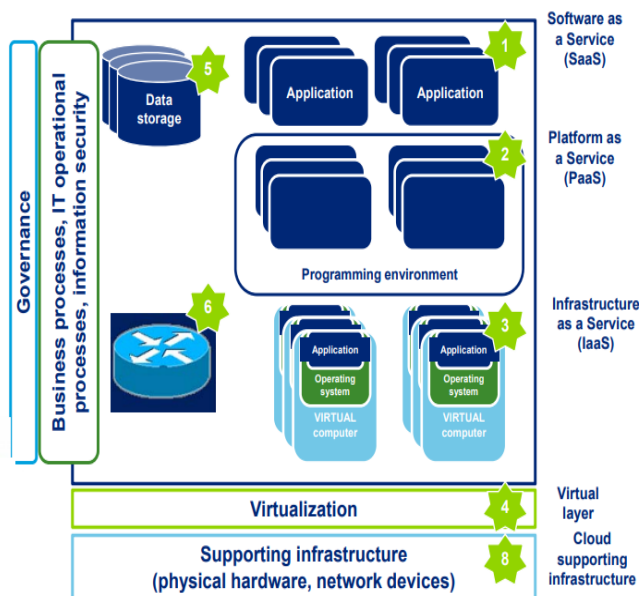 Governance
Business processes, IT operational
processes, information security
5
Data
storage
Application
Application
1
Software as
a Service
(SaaS)
2
Platform as
a Service
(PaaS)
Programming environment
6
3
Infrastructure
as a Service
(IaaS)
Application
Operating
system
VIRTUAL
computer
Application
Operating
system
VIRTUAL
computer
Virtualization
4
Virtual
layer
Supporting infrastructure
(physical hardware, network devices)
8
Cloud
supporting
infrastructure